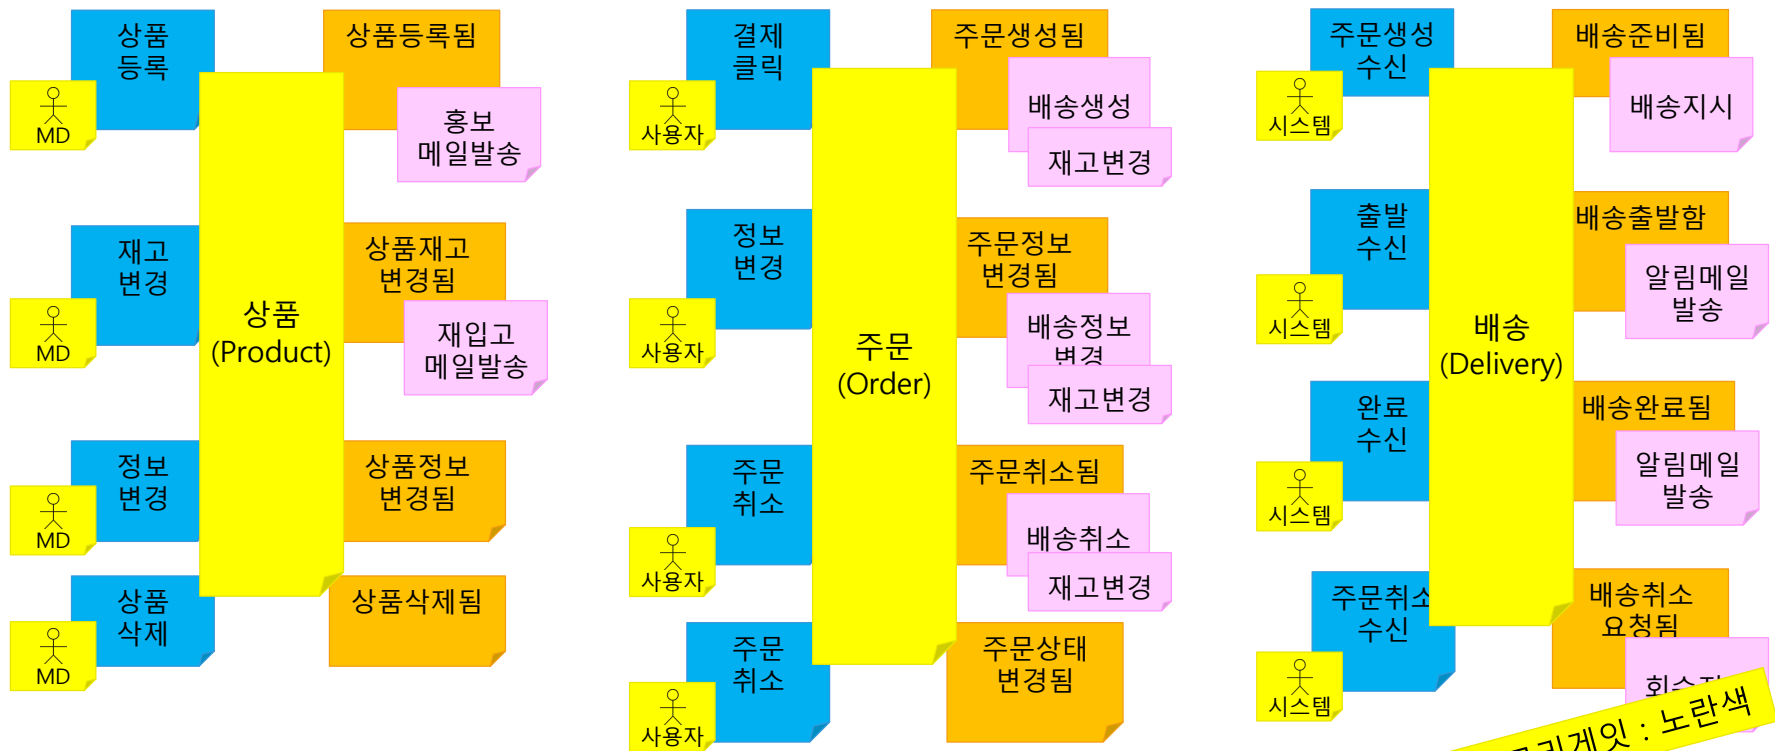 상품
등록
MD
상품등록됨
홍보
메일발송
재고
변경
MD
상품재고
변경됨
재입고
메일발송
상품
(Product)
정보
변경
MD
상품정보
변경됨
상품
삭제
MD
상품삭제됨
결제
클릭
사용자
주문생성됨
배송생성
재고변경
정보
변경
사용자
주문정보
변경됨
배송정보
변경
재고변경
주문
(Order)
주문
취소
사용자
주문취소됨
배송취소
재고변경
주문
취소
사용자
주문상태
변경됨
주문생성
수신
시스템
배송준비됨
배송지시
출발
수신
시스템
배송출발함
알림메일
발송
배송
(Delivery)
완료
수신
시스템
배송완료됨
알림메일
발송
주문취소
수신
시스템
배송취소
요청됨
: 노란색